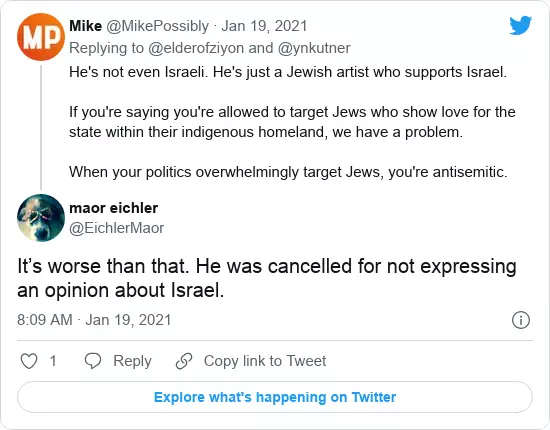 MP
Mike @MikePossibly · Jan 19, 2021
Replying to @elderofziyon and @ynkutner
He's not even Israeli. He's just a Jewish artist who supports Israel.
If you're saying you're allowed to target Jews who show love for the
state within their indigenous homeland, we have a problem.
When your politics overwhelmingly target Jews, you're antisemitic.
maor eichler
@EichlerMaor
It’s worse than that. He was cancelled for not expressing
an opinion about Israel.
8:09 AM · Jan 19, 2021
1 Reply Copy link to Tweet
Explore what's happening on Twitter